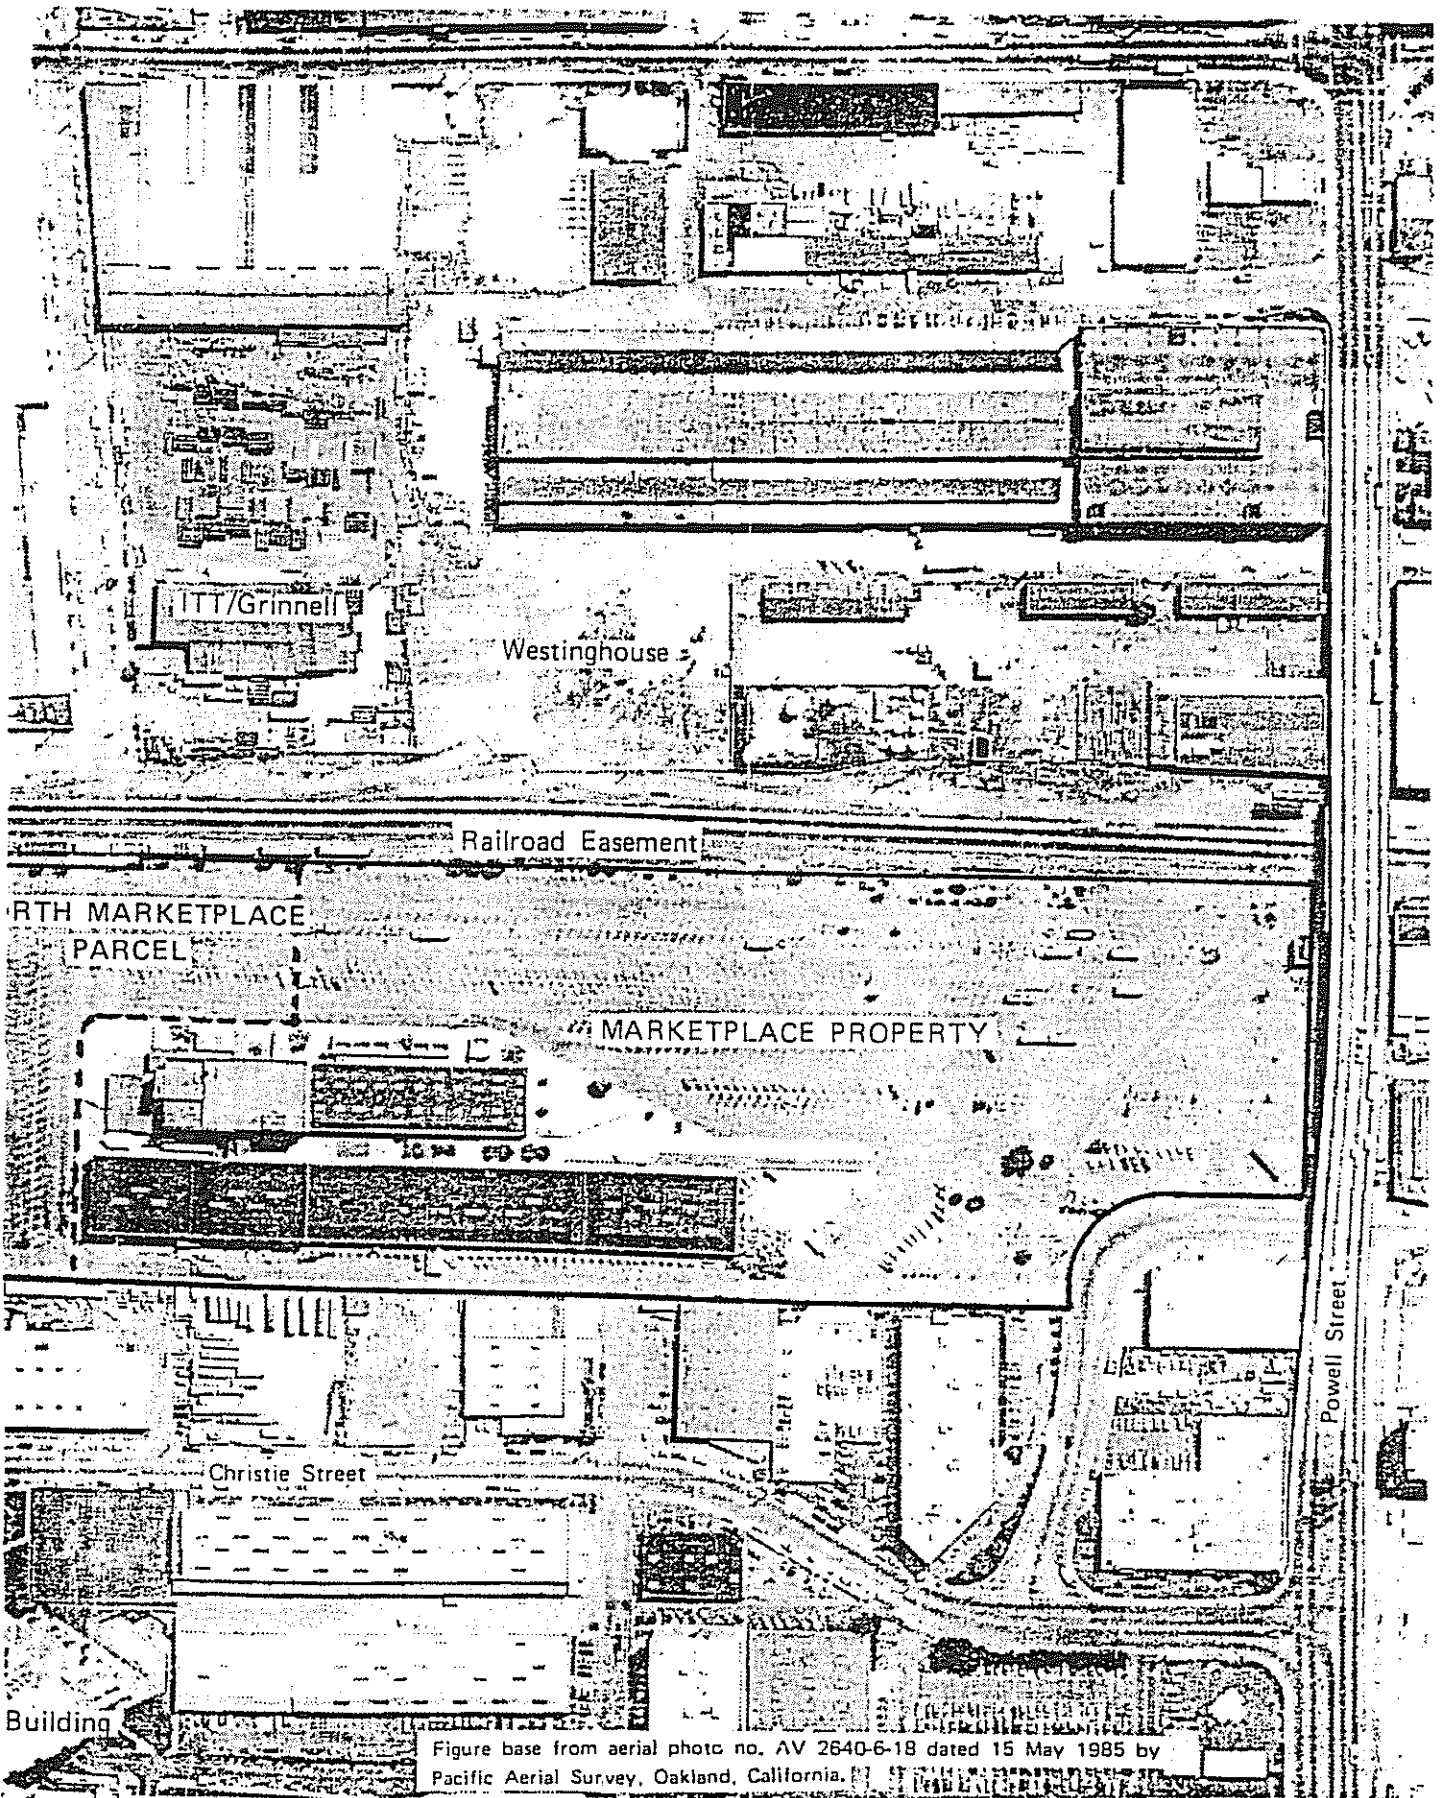 ITT/Grinnell
Westinghouse
Railroad Easement
RTH MARKETPLACE
PARCEL
MARKETPLACE PROPERTY
Powell Street
Christie Street
Building
Figure base from aerial photo no. AV 2640-6-18 dated 15 May 1985 by
Pacific Aerial Survey, Oakland, California.